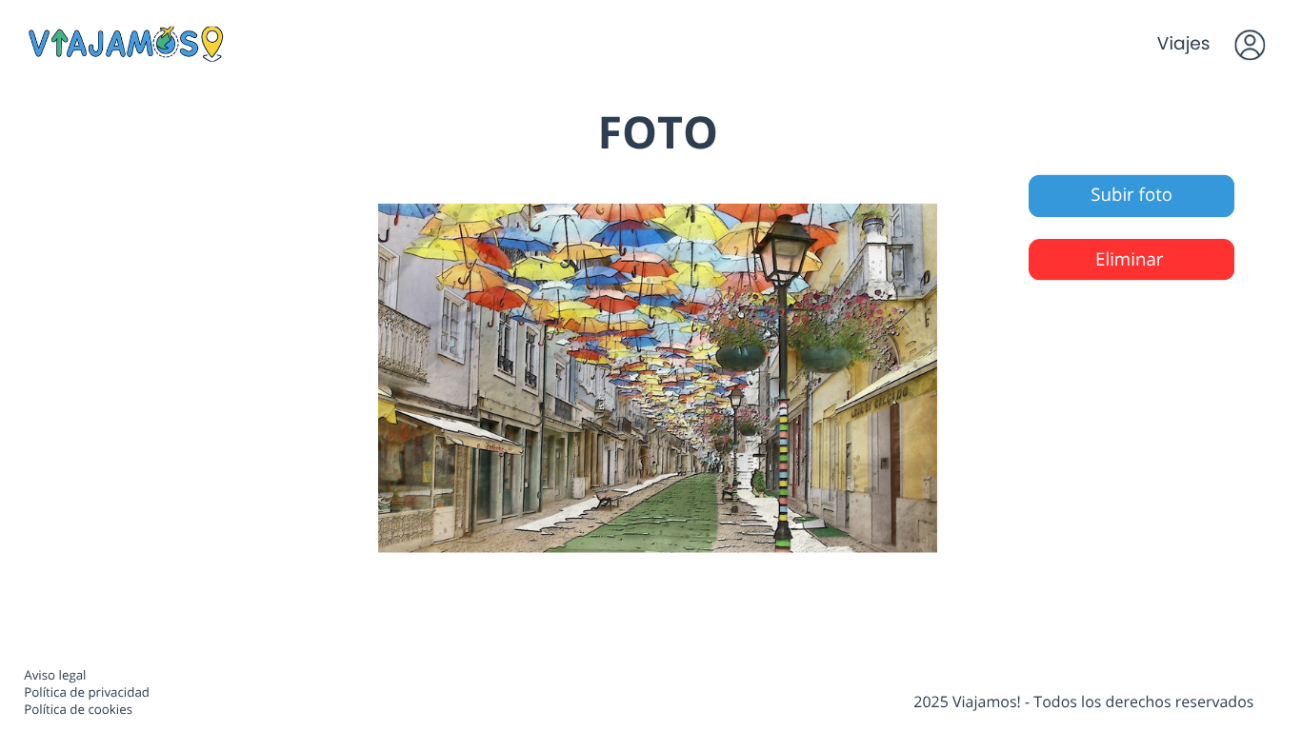 VIAJAMOS
Viajes
FOTO
Subir foto
Eliminar
Aviso legal
Política de privacidad
Política de cookies
2025 Viajamos! - Todos los derechos reservados